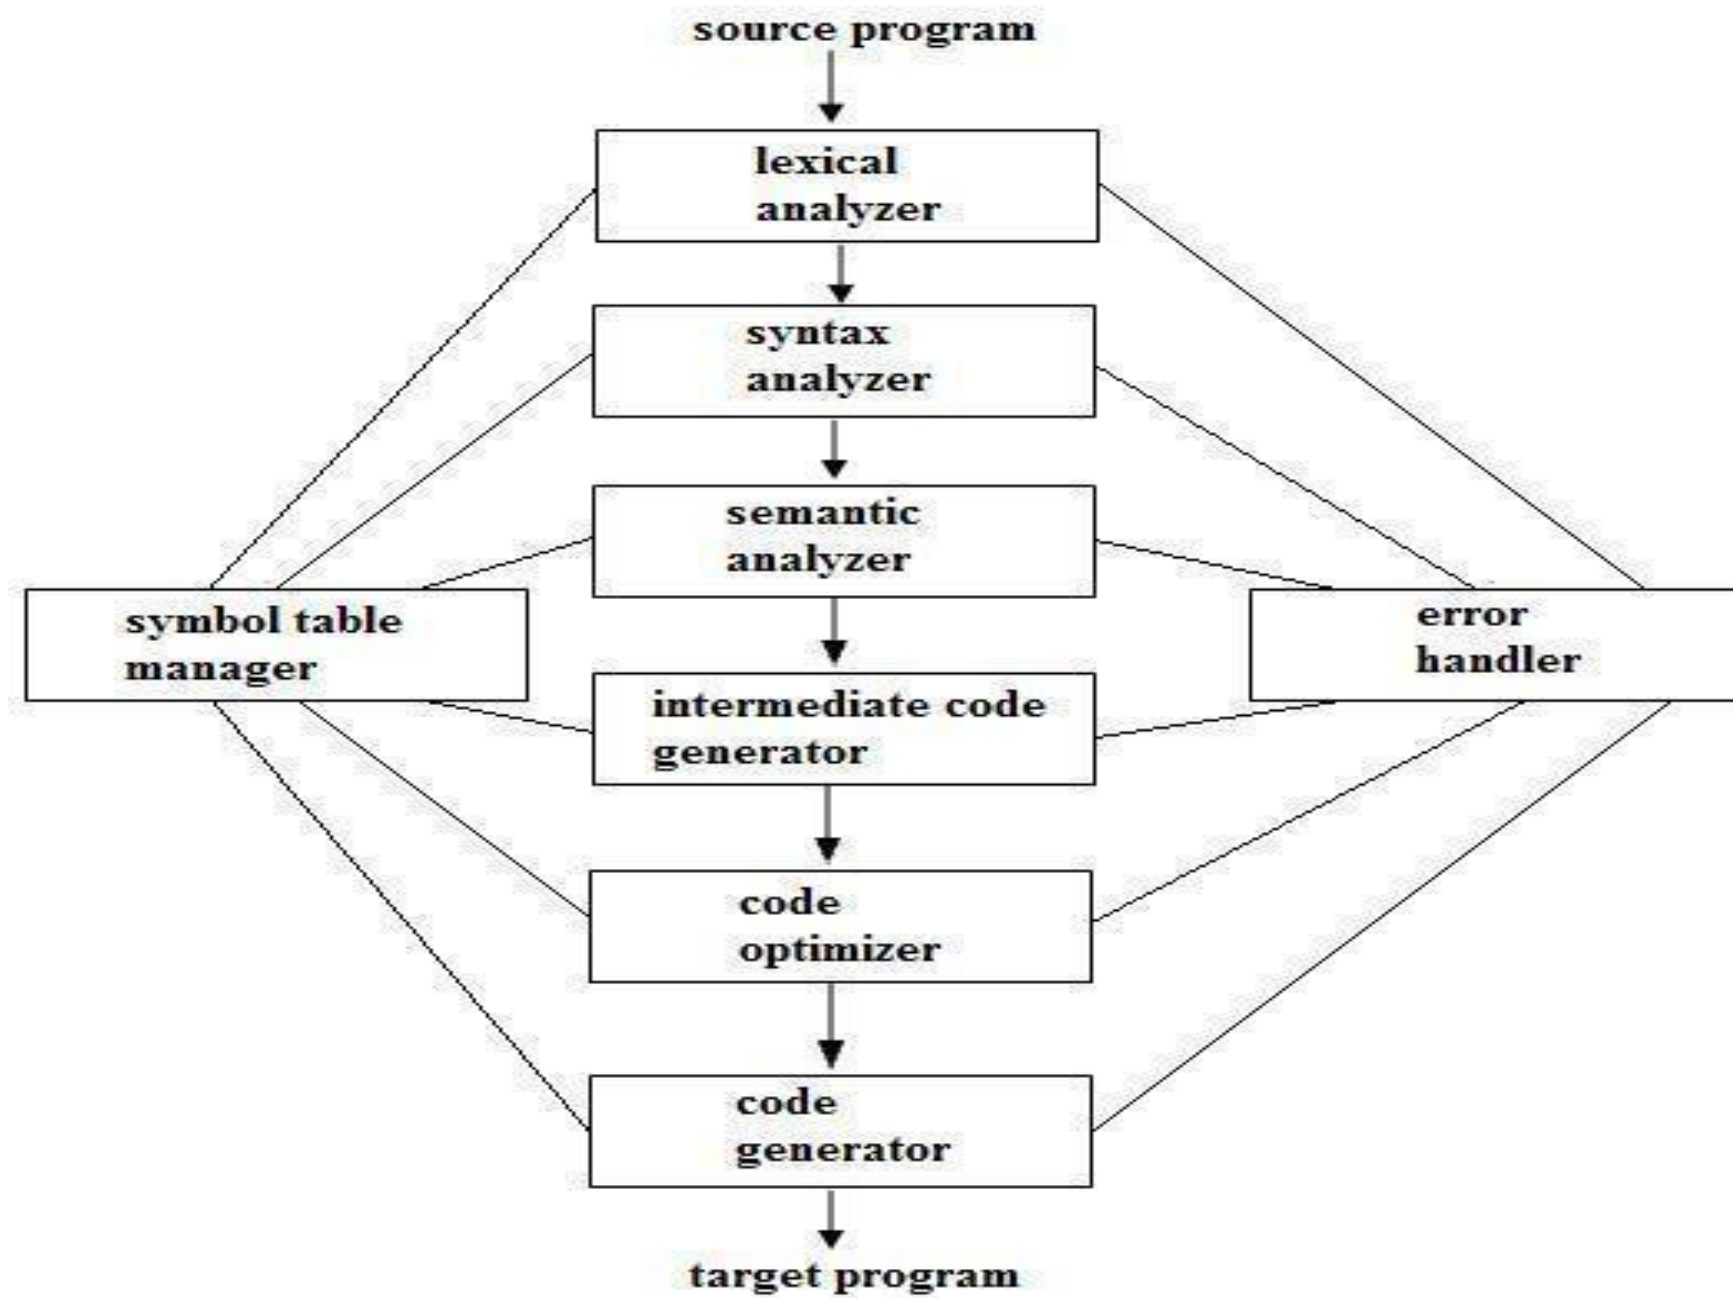 source program
lexical
analyzer
syntax
analyzer
semantic
analyzer
symbol table
manager
error
handler
intermediate code
generator
code
optimizer
code
generator
target program